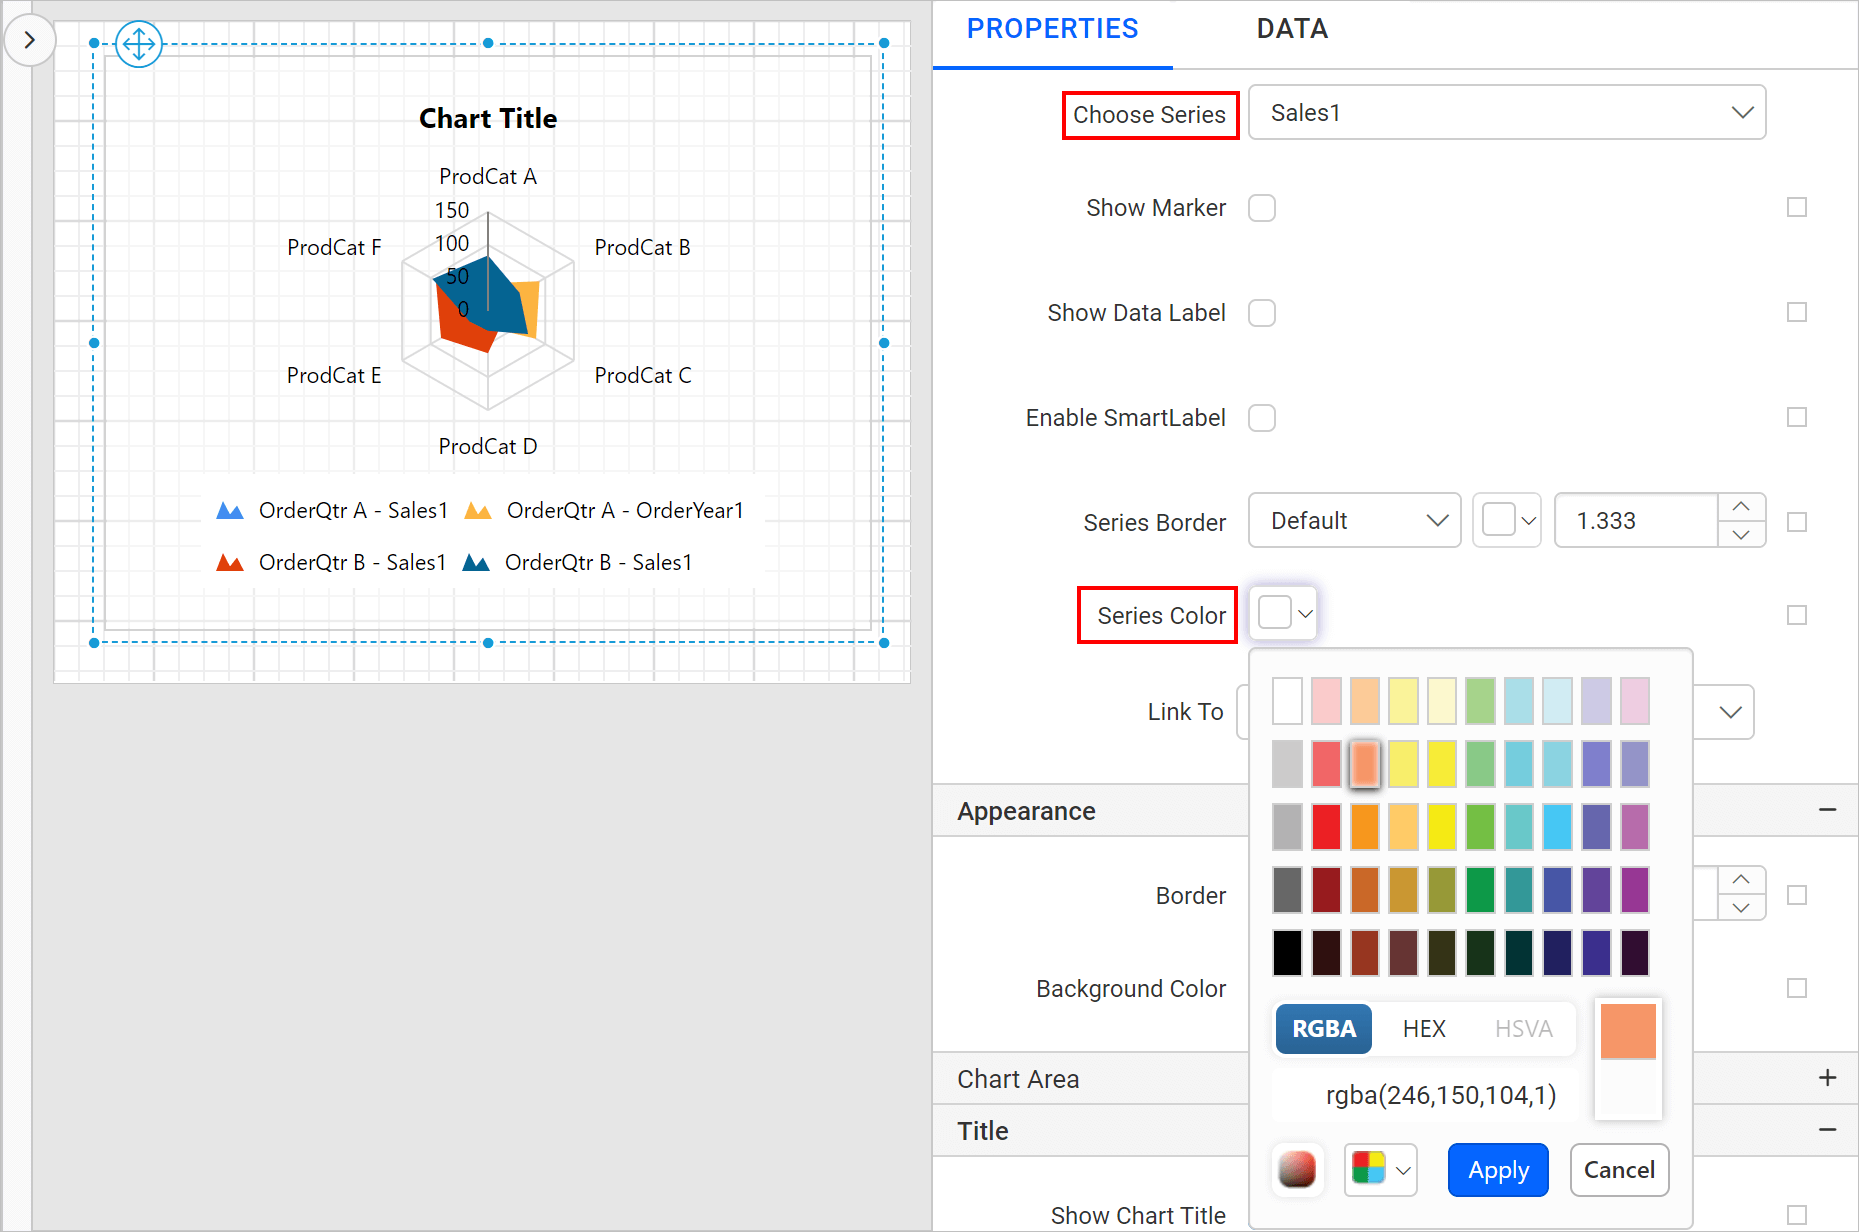 PROPERTIES
DATA
Choose Series
Sales1
Show Marker
Show Data Label
Enable SmartLabel
Series Border
Default
1.333
Series Color
Link To
Appearance
Border
Background Color
Chart Area
Title
Show Chart Title
RGBA
HEX
HSVA
rgba(246,150,104,1)
Apply
Cancel
Chart Title
ProdCat A
150
100
50
0
ProdCat F
ProdCat B
ProdCat E
ProdCat C
ProdCat D
OrderQtr A - Sales1
OrderQtr A - OrderYear1
OrderQtr B - Sales1
OrderQtr B - Sales1